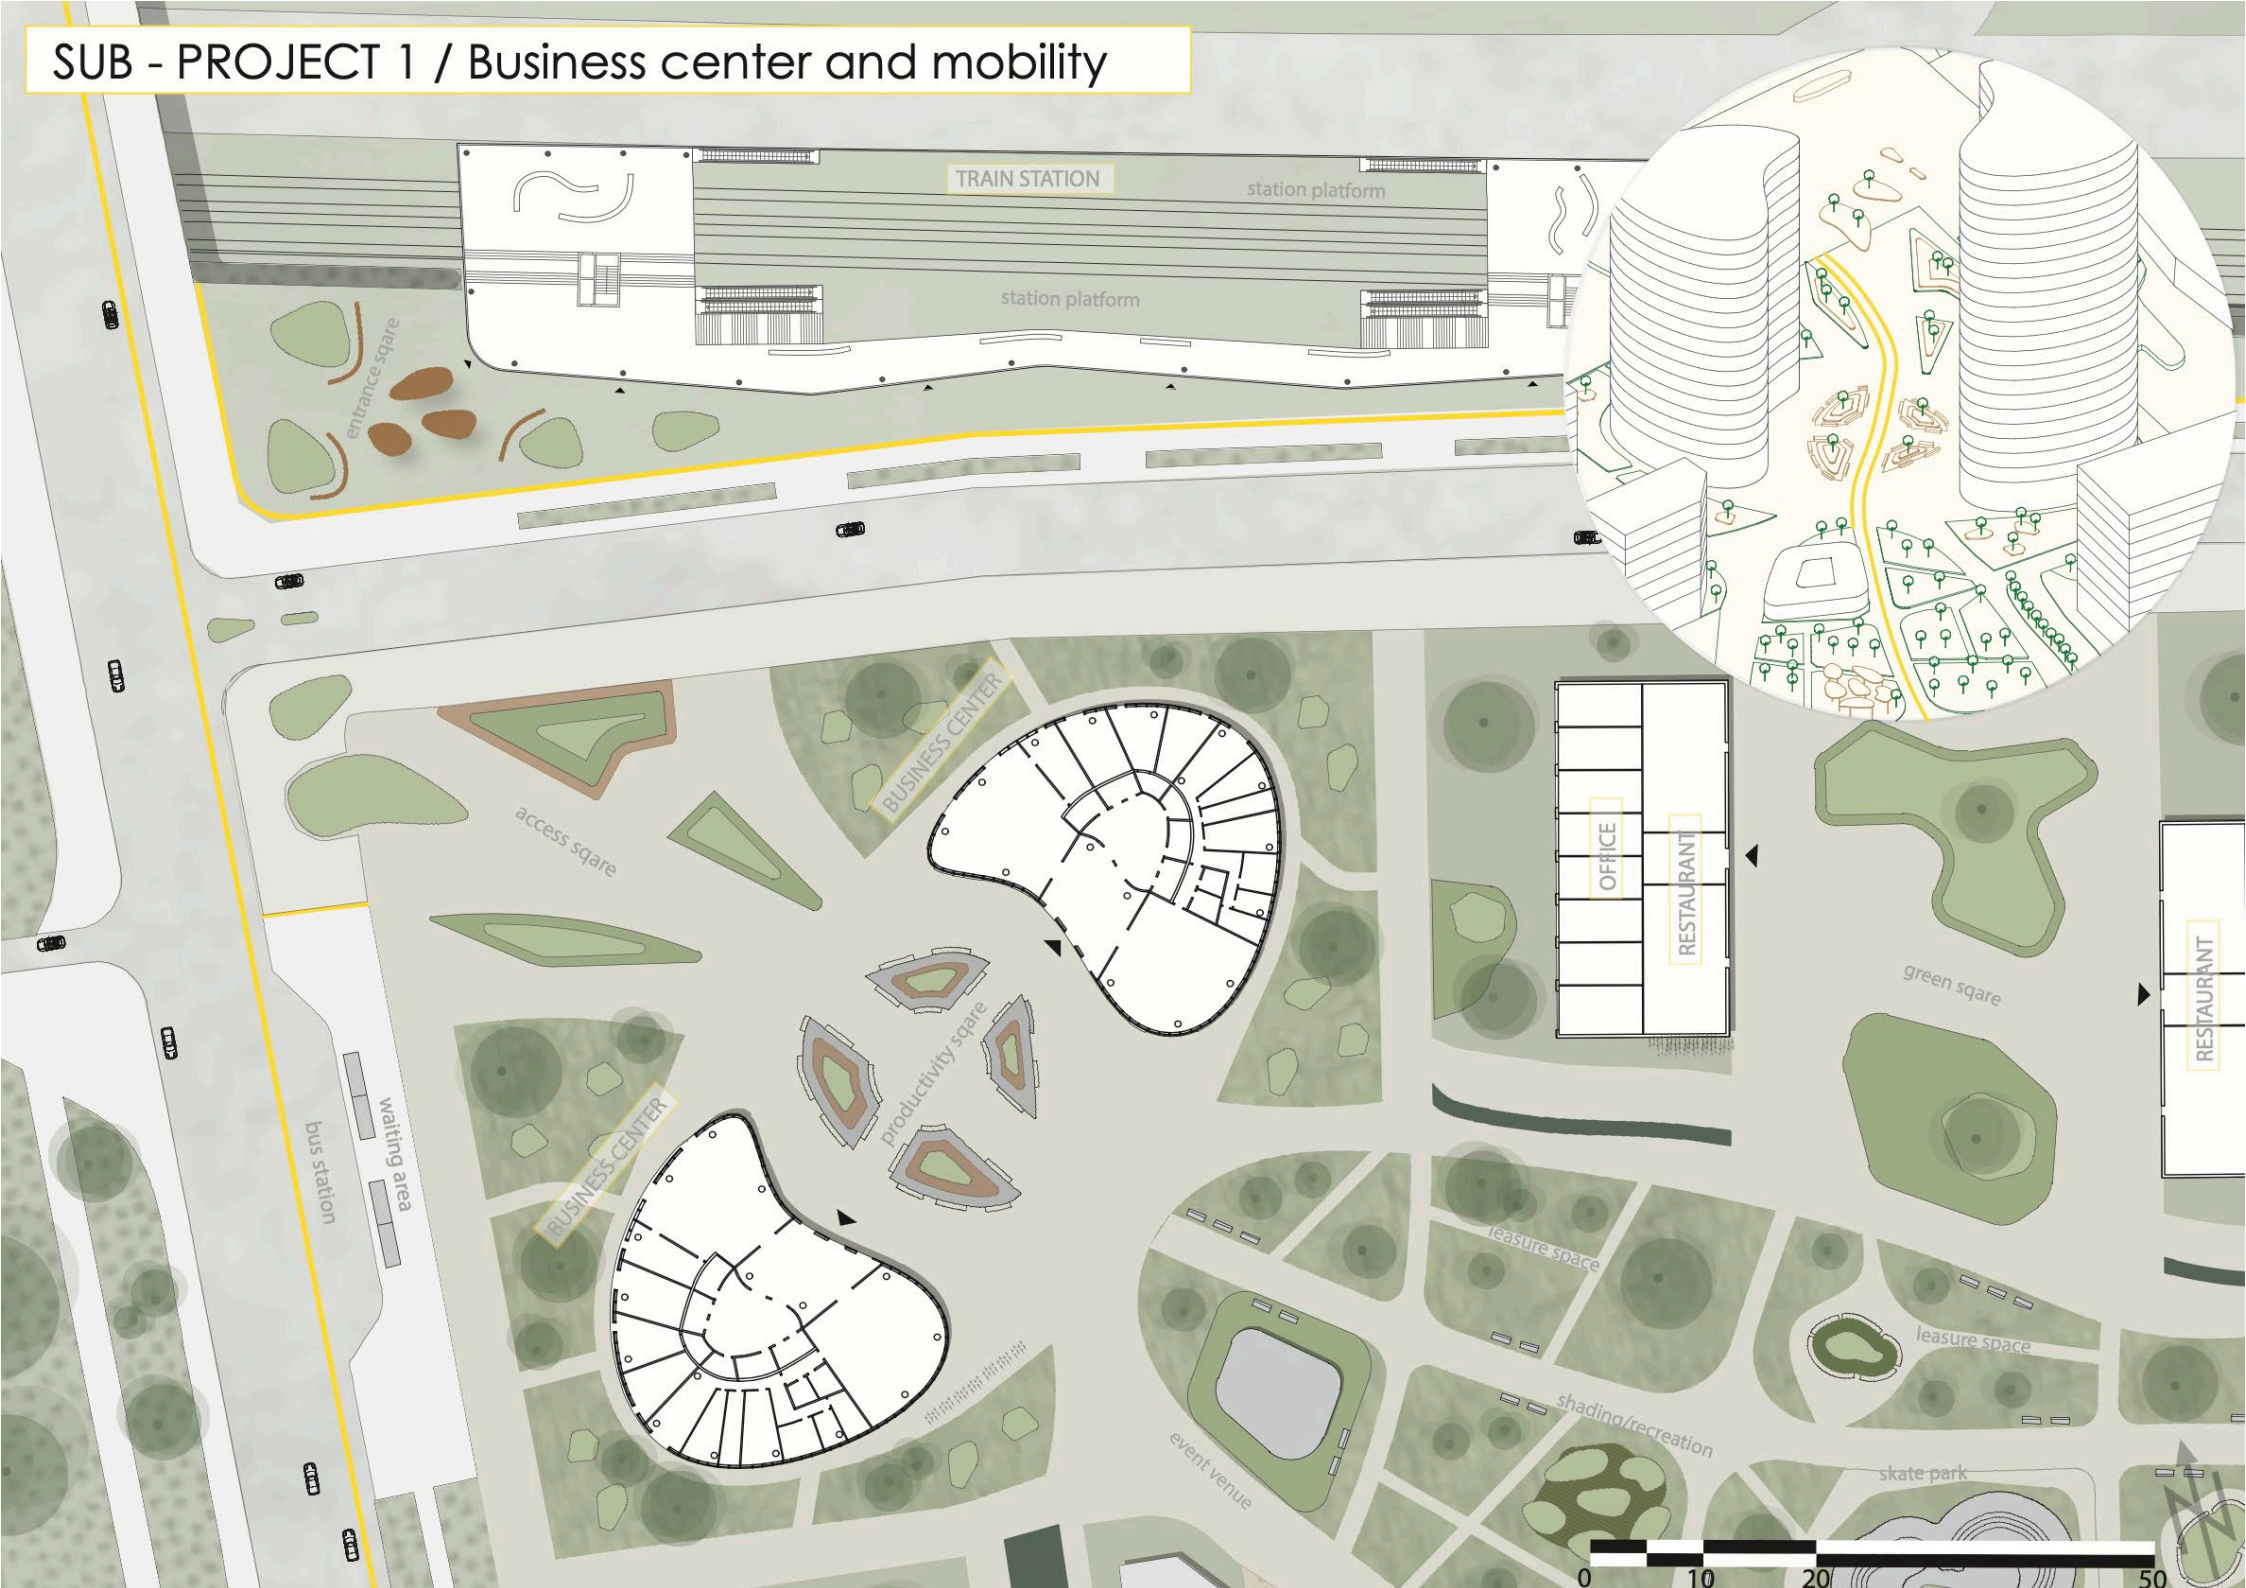 SUB - PROJECT 1 / Business center and mobility
TRAIN STATION
station platform
station platform
entrance sqare
BUSINESS CENTER
access sqare
OFFICE
RESTAURANT
green sqare
RESTAURANT
productivity sqare
BUSINESS CENTER
waiting area
bus station
leasure space
leasure space
shading/recreation
event venue
skate park
N
0 10 20 50